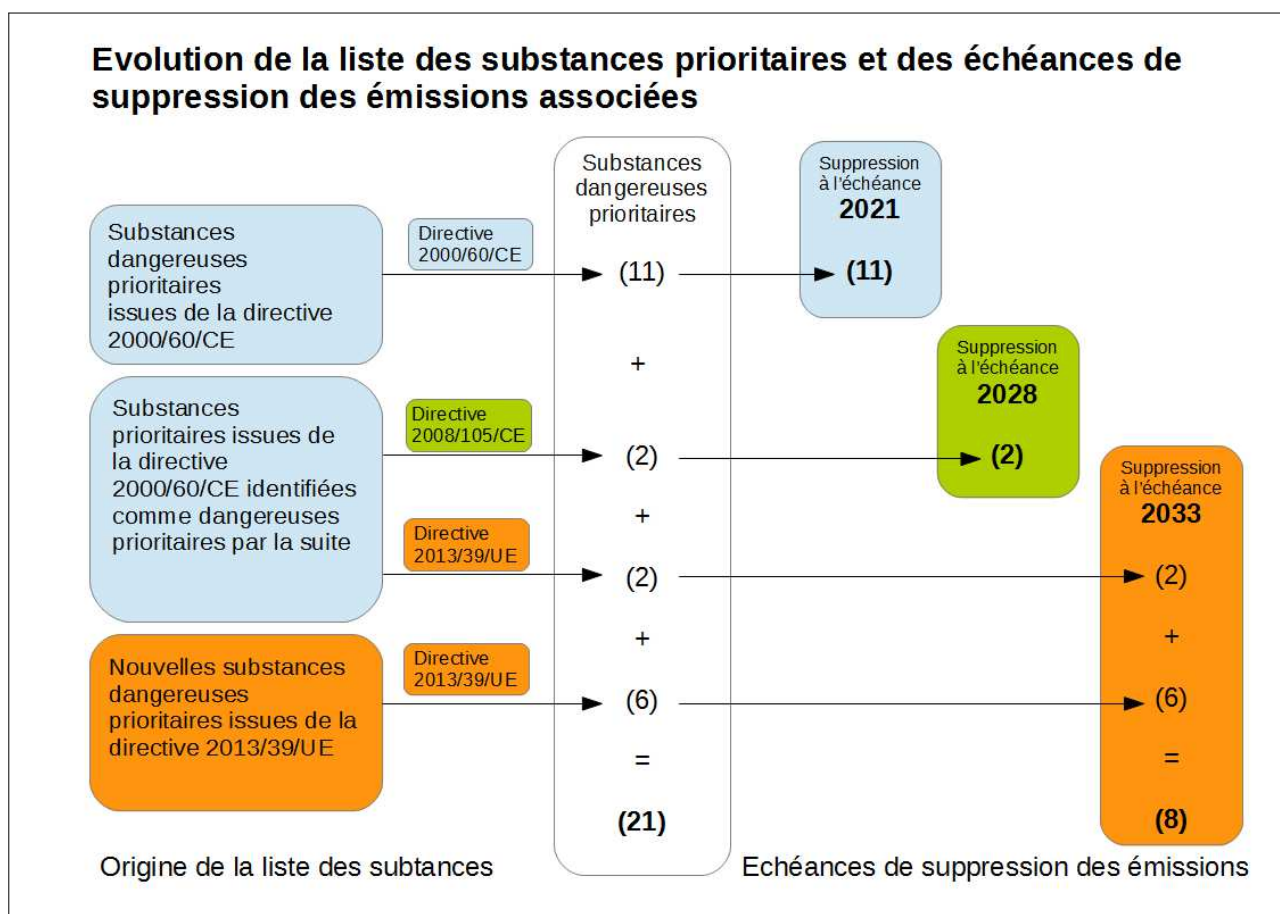 Evolution de la liste des substances prioritaires et des échéances de
suppression des émissions associées
Substances
dangereuses
prioritaires
issues de la directive
2000/60/CE
Directive
2000/60/CE
Substances
dangereuses
prioritaires
(11)
Suppression
à l'échéance
2021
(11)
+
Substances
prioritaires issues de
la directive
2000/60/CE identifiées
comme dangereuses
prioritaires par la suite
Directive
2008/105/CE
(2)
Suppression
à l'échéance
2028
(2)
+
Directive
2013/39/UE
(2)
Suppression
à l'échéance
2033
(2)
+
+
Nouvelles substances
dangereuses
prioritaires issues de la
directive 2013/39/UE
Directive
2013/39/UE
(6)
(6)
=
=
(21)
(8)
Origine de la liste des subtances
Echéances de suppression des émissions